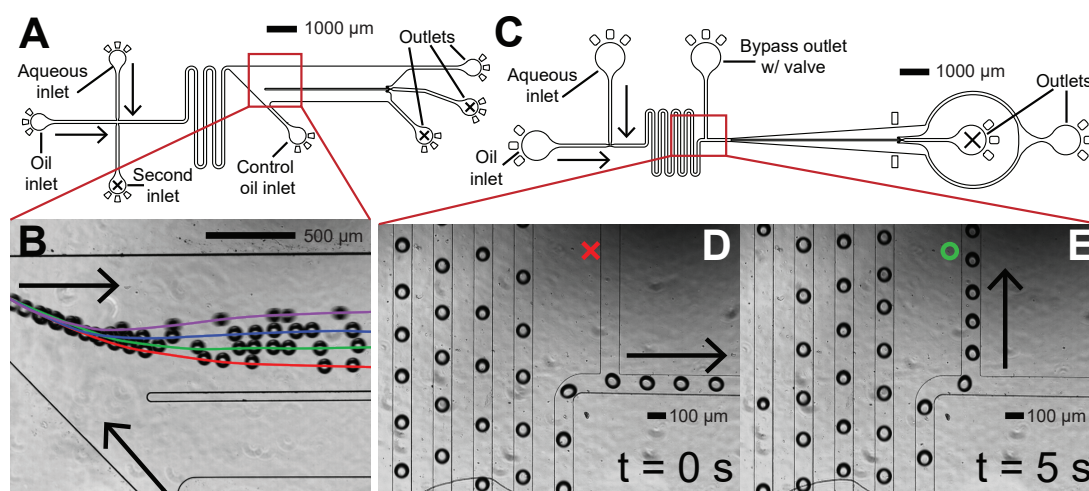 A
1000 µm
Outlets
Aqueous
inlet
Oil
inlet
Second
inlet
Control
oil inlet
C
Aqueous
inlet
Bypass outlet
w/ valve
1000 µm
Outlets
Oil
inlet
B
500 µm
D
100 µm
t = 0 s
E
100 µm
t = 5 s